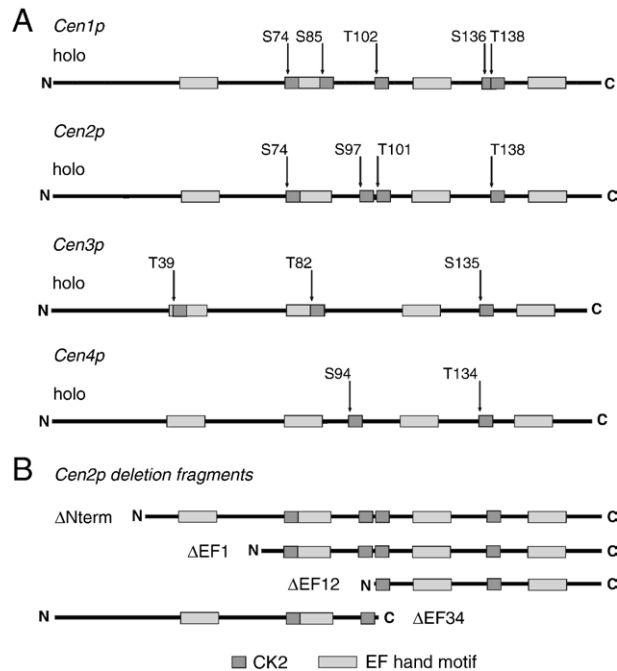 A
Cen1p
holo
S74 S85 T102 S136 T138
N C
Cen2p
holo
S74 S97 T101 T138
N C
Cen3p
holo
T39 T82 S135
N C
Cen4p
holo
S94 T134
N C
B
Cen2p deletion fragments
ΔNterm N C
ΔEF1 N C
ΔEF12 N C
N C ΔEF34
CK2 EF hand motif